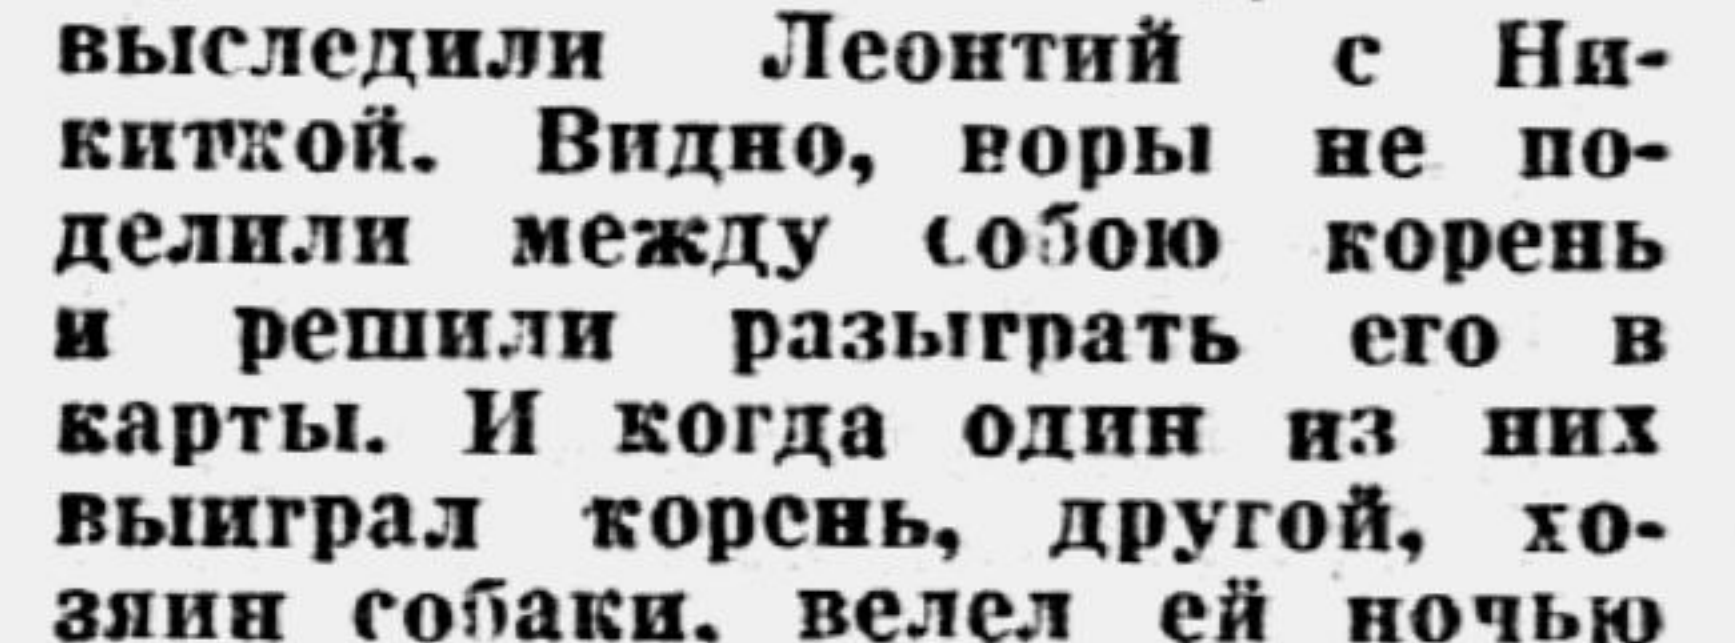 выследили Леонтий с Ни-
киткой. Видно, воры не по-
делили между собою корень
и решили разыграть его в
карты. И когда один из них
выиграл корень, другой, хо-
зяин собаки, велел ей ночью